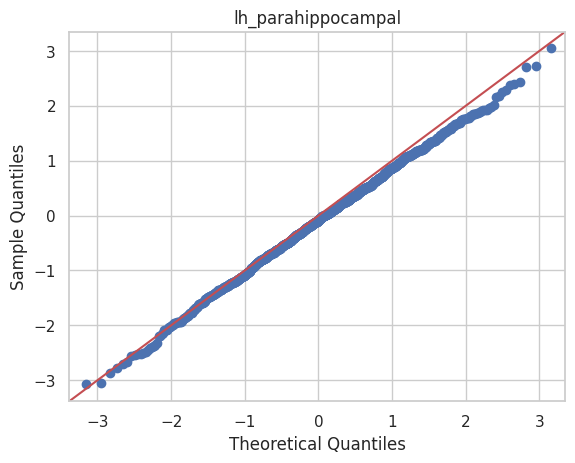 lh_parahippocampal
3
2
1
0
−1
−2
−3
Sample Quantiles
−3 −2 −1 0 1 2 3
Theoretical Quantiles